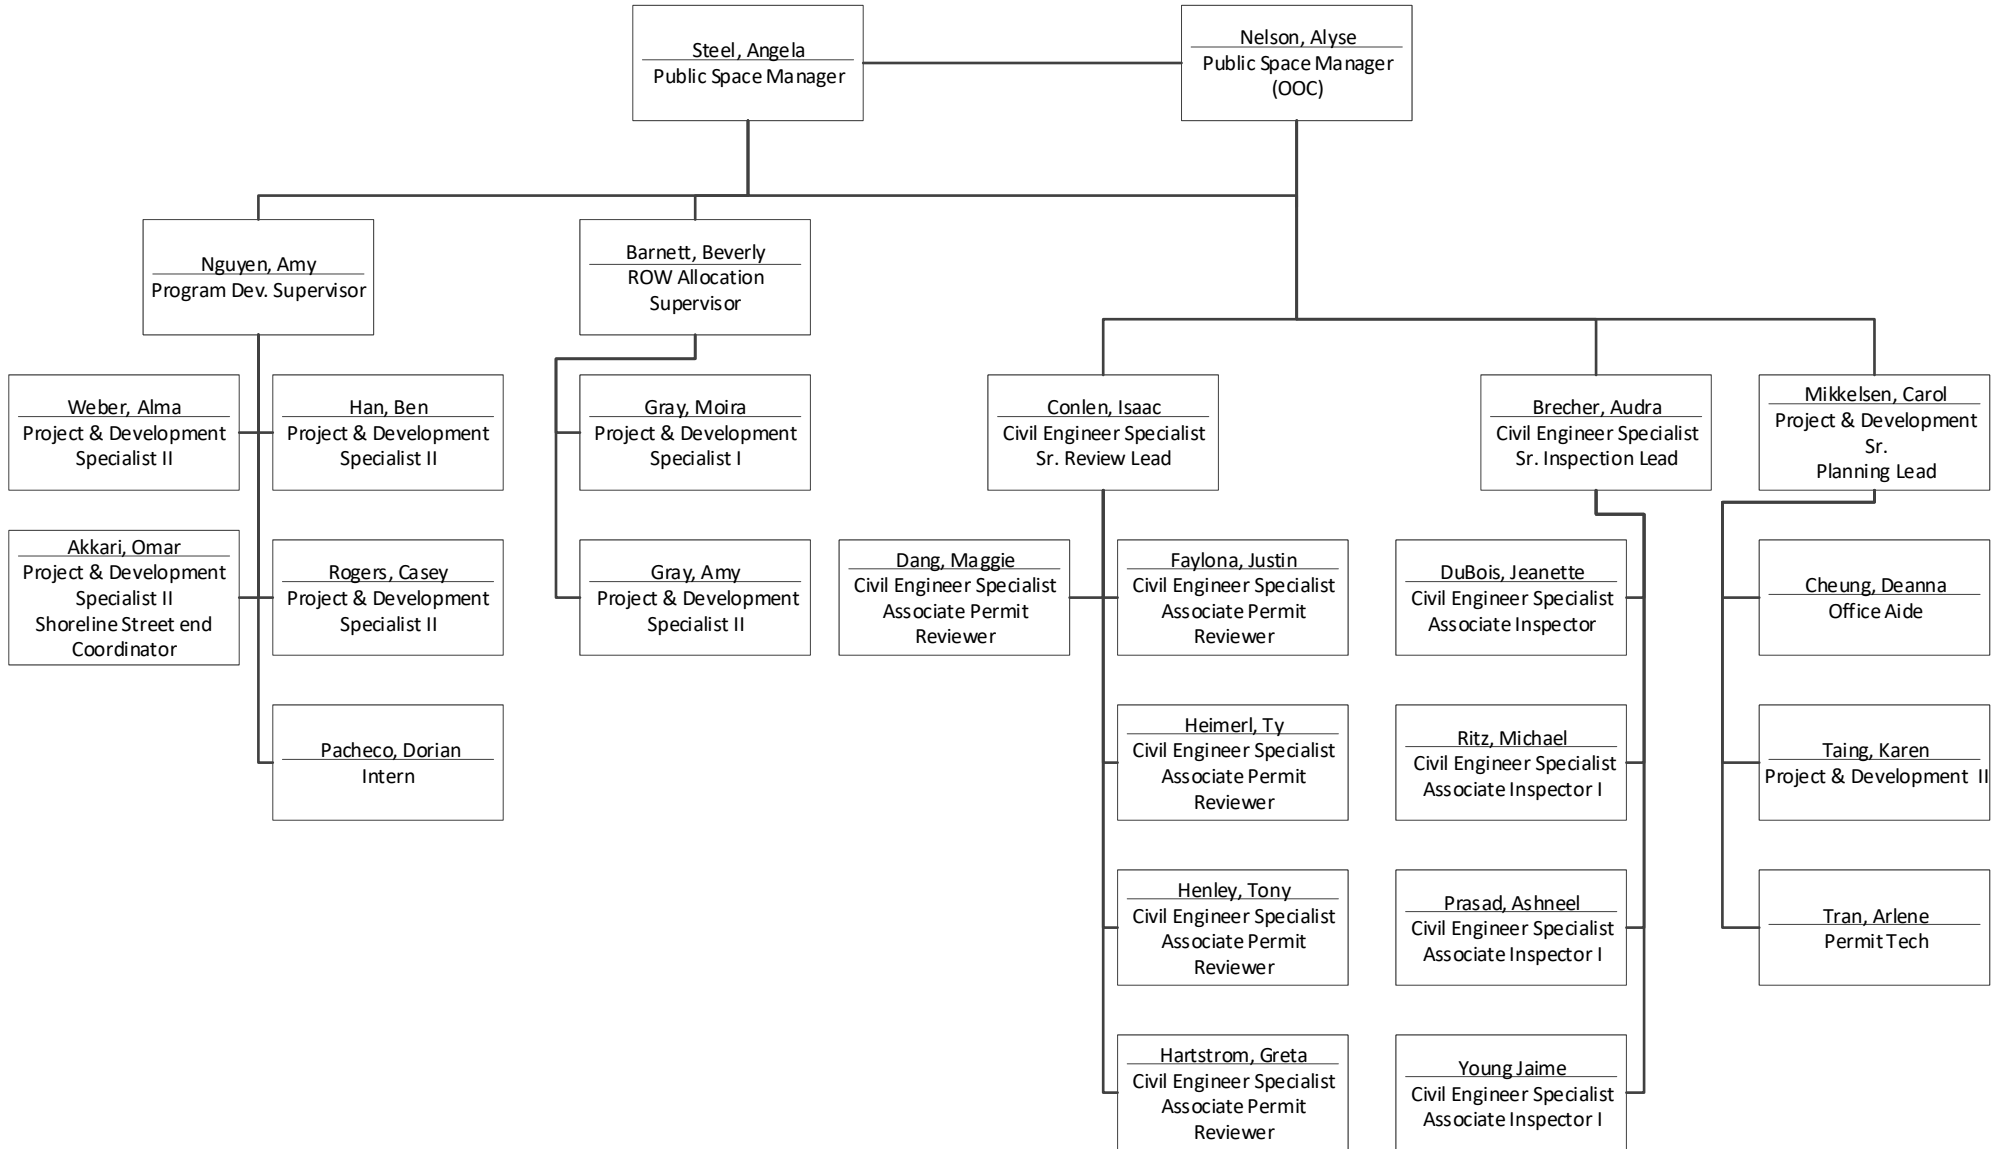 Steel, Angela
Public Space Manager
Nelson, Alyse
Public Space Manager
(OOC)
Nguyen, Amy
Program Dev. Supervisor
Barnett, Beverly
ROW Allocation
Supervisor
Weber, Alma
Project & Development
Specialist II
Han, Ben
Project & Development
Specialist II
Gray, Moira
Project & Development
Specialist I
Conlen, Isaac
Civil Engineer Specialist
Sr. Review Lead
Brecher, Audra
Civil Engineer Specialist
Sr. Inspection Lead
Mikkelsen, Carol
Project & Development
Sr.
Planning Lead
Akkari, Omar
Project & Development
Specialist II
Shoreline Street end
Coordinator
Rogers, Casey
Project & Development
Specialist II
Gray, Amy
Project & Development
Specialist II
Dang, Maggie
Civil Engineer Specialist
Associate Permit
Reviewer
Faylona, Justin
Civil Engineer Specialist
Associate Permit
Reviewer
DuBois, Jeanette
Civil Engineer Specialist
Associate Inspector
Cheung, Deanna
Office Aide
Pacheco, Dorian
Intern
Heimerl, Ty
Civil Engineer Specialist
Associate Permit
Reviewer
Ritz, Michael
Civil Engineer Specialist
Associate Inspector I
Taing, Karen
Project & Development II
Henley, Tony
Civil Engineer Specialist
Associate Permit
Reviewer
Prasad, Ashneel
Civil Engineer Specialist
Associate Inspector I
Tran, Arlene
Permit Tech
Hartstrom, Greta
Civil Engineer Specialist
Associate Permit
Reviewer
Young Jaime
Civil Engineer Specialist
Associate Inspector I